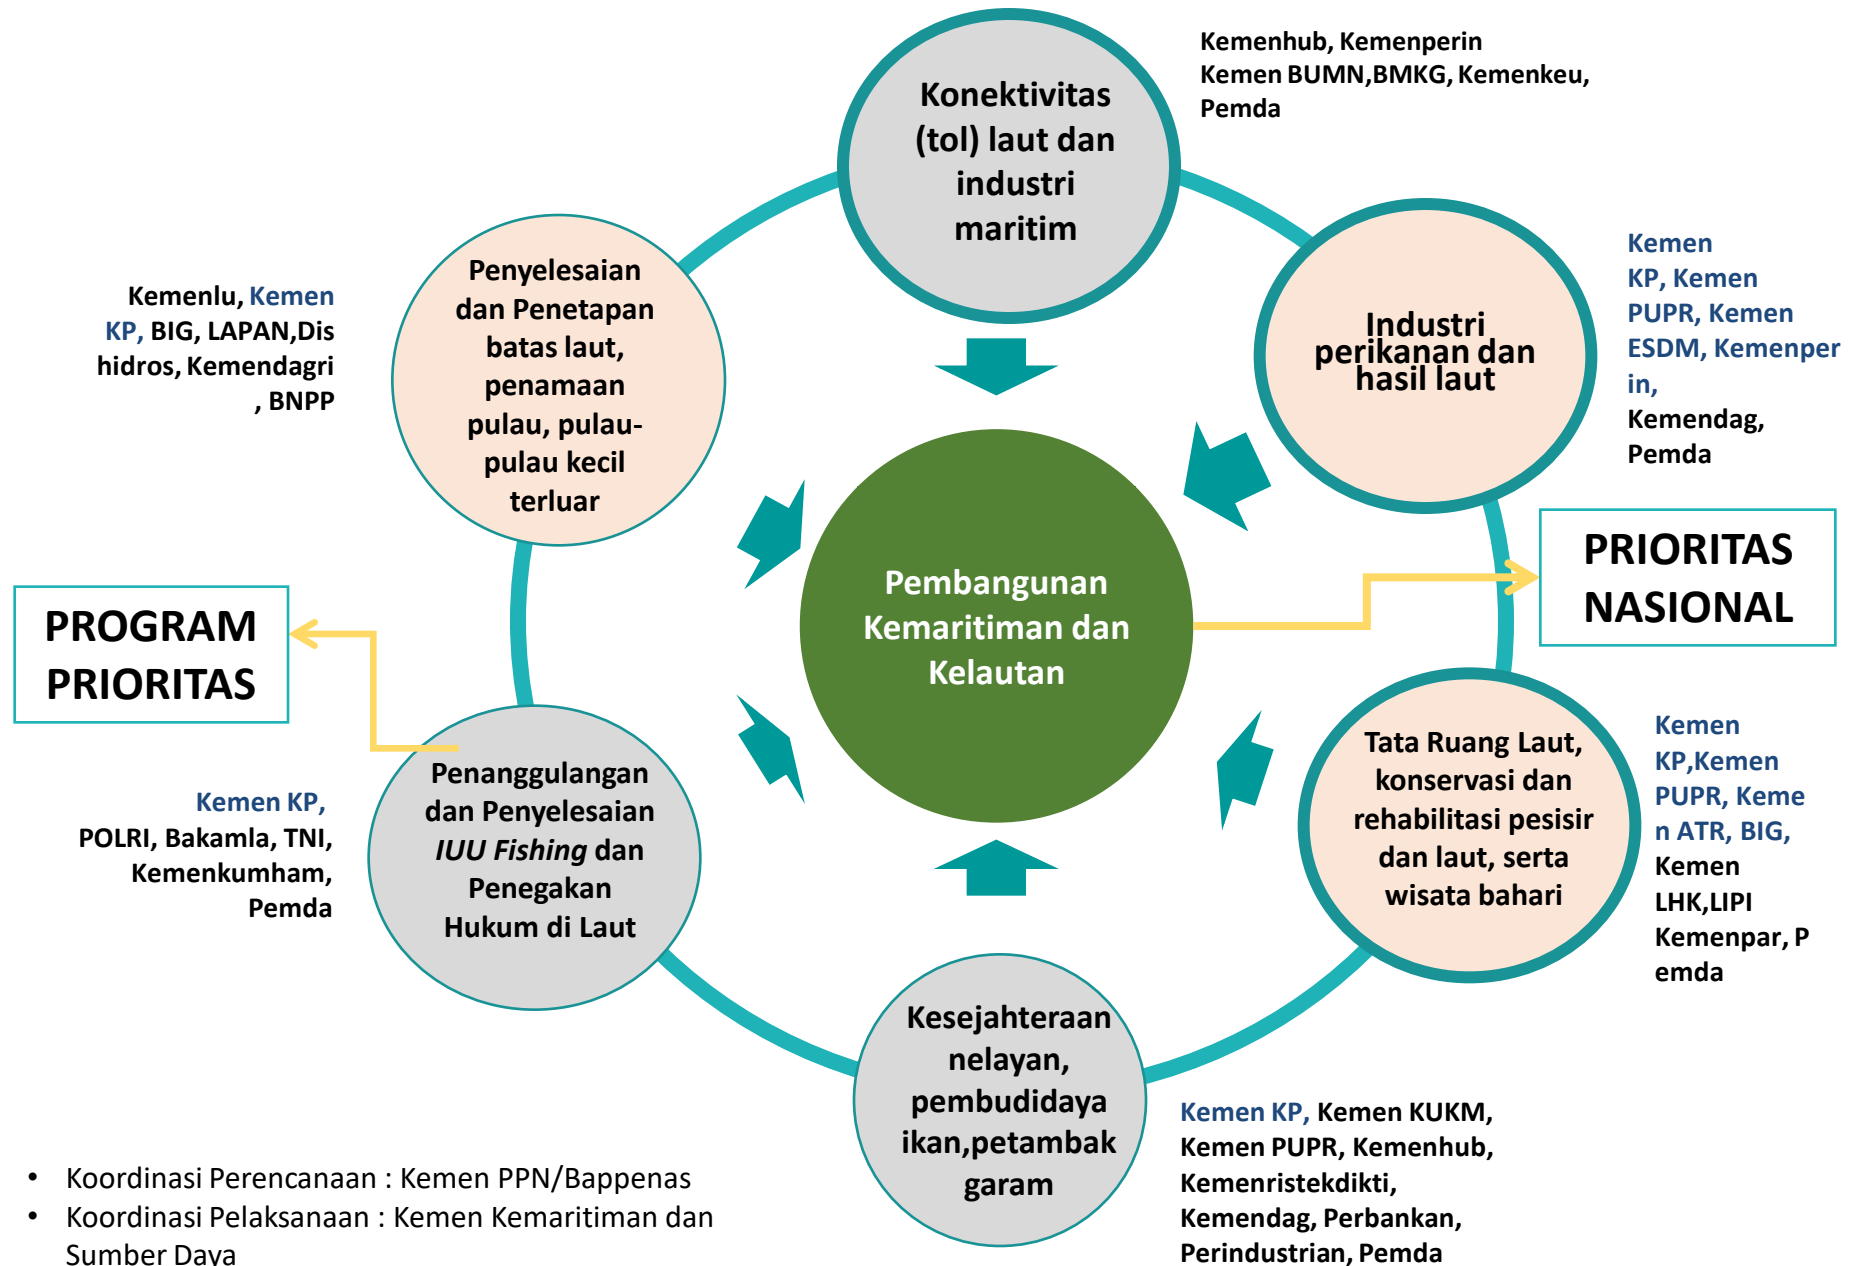 Konektivitas
(tol) laut dan
industri
maritim
Kemenhub, Kemenperin
Kemen BUMN,BMKG, Kemenkeu,
Pemda
Industri
perikanan dan
hasil laut
Kemen
KP, Kemen
PUPR, Kemen
ESDM, Kemenper
in,
Kemendag,
Pemda
Penyelesaian
dan Penetapan
batas laut,
penamaan
pulau, pulau-
pulau kecil
terluar
Kemenlu, Kemen
KP, BIG, LAPAN,Dis
hidros, Kemendagri
, BNPP
Pembangunan
Kemaritiman dan
Kelautan
PRIORITAS
NASIONAL
PROGRAM
PRIORITAS
Tata Ruang Laut,
konservasi dan
rehabilitasi pesisir
dan laut, serta
wisata bahari
Kemen
KP,Kemen
PUPR, Keme
n ATR, BIG,
Kemen
LHK,LIPI
Kemenpar, P
emda
Penanggulangan
dan Penyelesaian
IUU Fishing dan
Penegakan
Hukum di Laut
Kemen KP,
POLRI, Bakamla, TNI,
Kemenkumham,
Pemda
Kesejahteraan
nelayan,
pembudidaya
ikan,petambak
garam
Kemen KP, Kemen KUKM,
Kemen PUPR, Kemenhub,
Kemenristekdikti,
Kemendag, Perbankan,
Perindustrian, Pemda
• Koordinasi Perencanaan : Kemen PPN/Bappenas
• Koordinasi Pelaksanaan : Kemen Kemaritiman dan
Sumber Daya